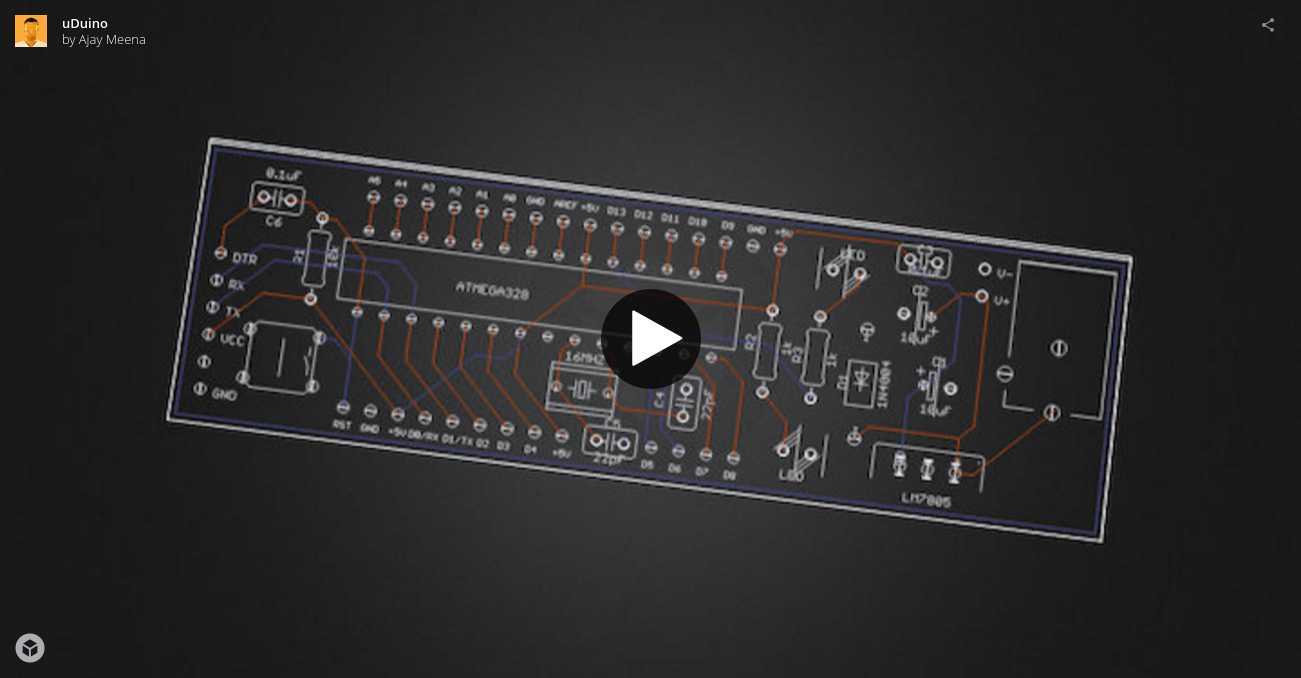 uDuino
by Ajay Meena
0.1uF
C6
A5 A4 A3 A2 A1 A0 GND AREF +5V D13 D12 D11 D10 D9 GND +5V
R1
10k
DTR
RX
TX
VCC
GND
ATMEGA328
16MHz
LED
C3
V-
V+
C2
10uF
R2
1k
R3
1k
D1
1N4004
C1
10uF
C4
22pF
C5
22pF
RST GND +5V D0/RX D1/TX D2 D3 D4 +5V
D5 D6 D7 D8
LED
LM7805